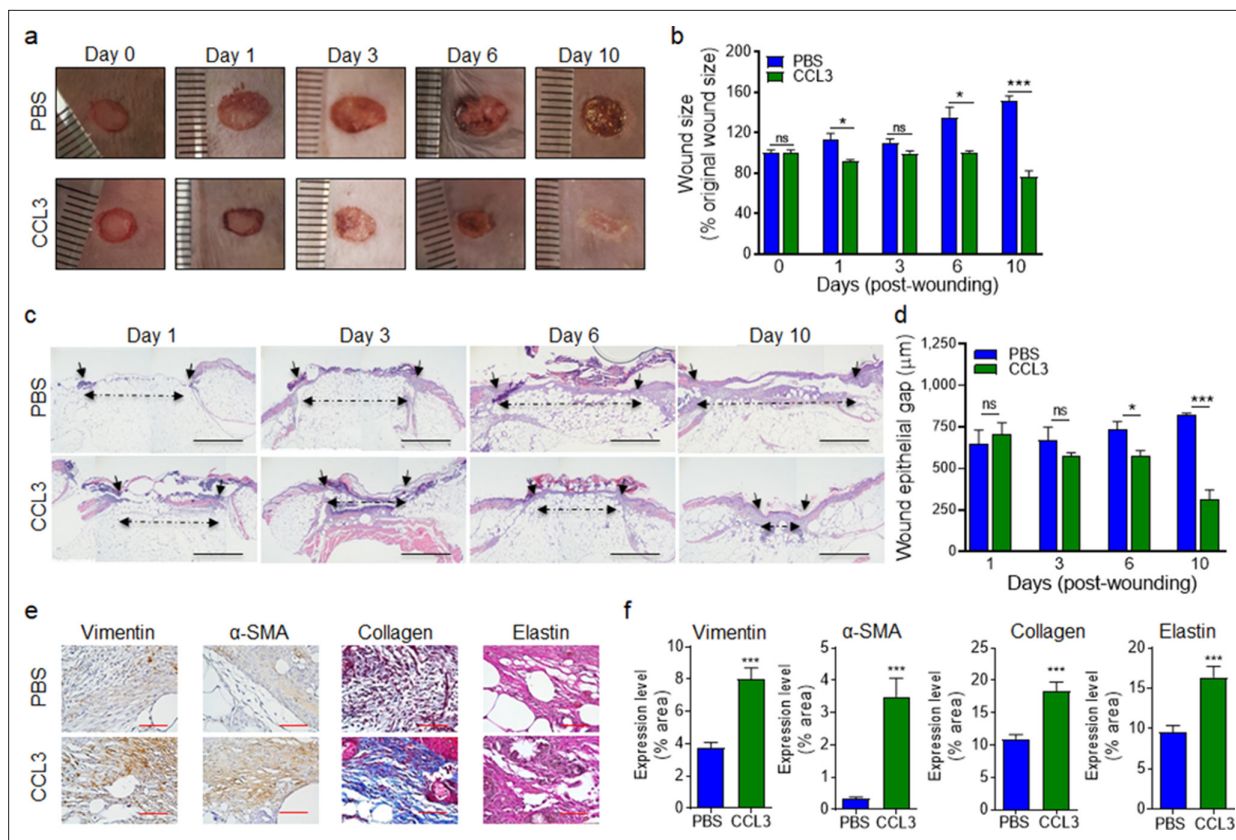 a
Day 0 Day 1 Day 3 Day 6 Day 10
PBS
CCL3
b
Wound size
(% original wound size)
200
160
120
80
40
0
PBS
CCL3
ns * ns * ***
0 1 3 6 10
Days (post-wounding)
c
Day 1 Day 3 Day 6 Day 10
PBS
CCL3
d
Wound epithelial gap (μm)
1,250
1,000
750
500
250
0
PBS
CCL3
ns ns * ***
1 3 6 10
Days (post-wounding)
e
Vimentin α-SMA Collagen Elastin
PBS
CCL3
f
Vimentin
Expression level
(% area)
10
8
6
4
2
0
***
PBS CCL3
α-SMA
Expression level
(% area)
5
4
3
2
1
0
***
PBS CCL3
Collagen
Expression level
(% area)
25
20
15
10
5
0
***
PBS CCL3
Elastin
Expression level
(% area)
20
15
10
5
0
***
PBS CCL3